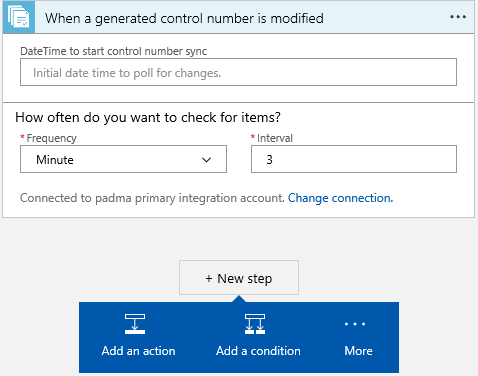 When a generated control number is modified
...
DateTime to start control number sync
Initial date time to poll for changes.
How often do you want to check for items?
* Frequency
* Interval
Minute
3
Connected to padma primary integration account. Change connection.
+ New step
Add an action
Add a condition
More